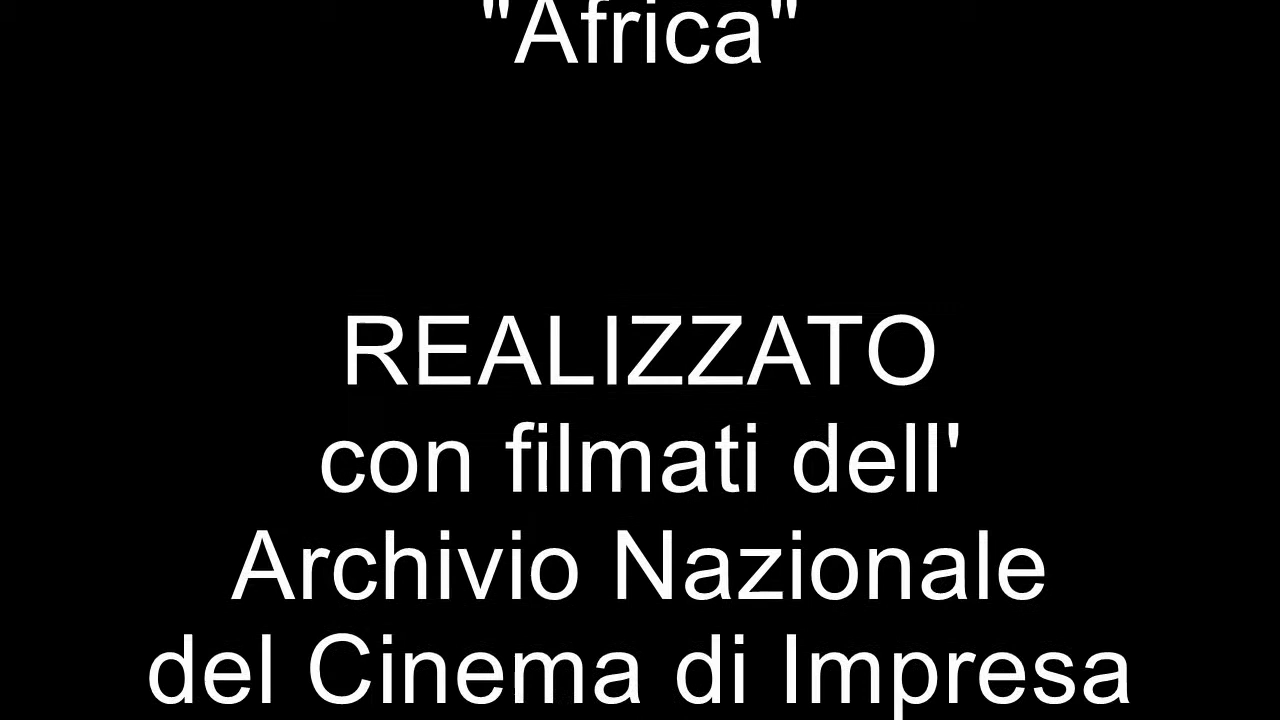 "Africa"
REALIZZATO
con filmati dell'
Archivio Nazionale
del Cinema di Impresa